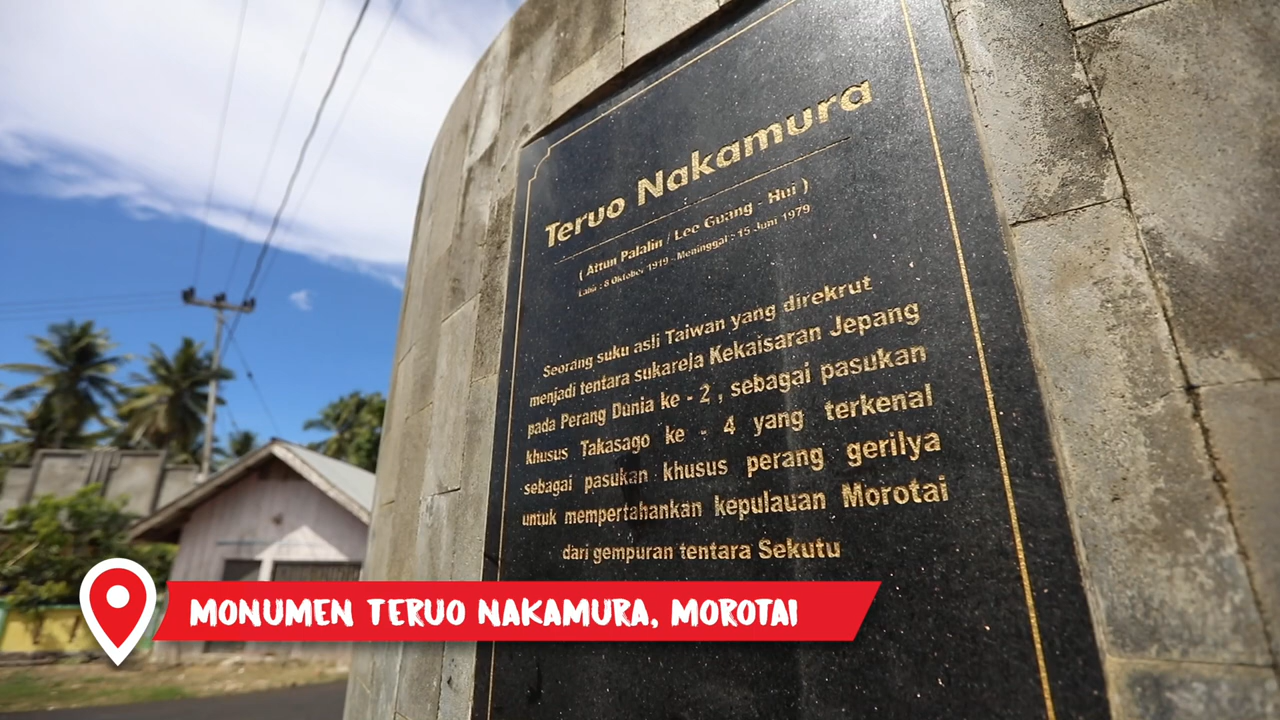 Teruo Nakamura
( Attun Palalin / Lee Guang - Hui )
Lahir : 8 Oktober 1919 - Meninggal : 15 Juni 1979
Seorang suku asli Taiwan yang direkrut
menjadi tentara sukarela Kekaisaran Jepang
pada Perang Dunia ke - 2 , sebagai pasukan
khusus Takasago ke - 4 yang terkenal
sebagai pasukan khusus perang gerilya
untuk mempertahankan kepulauan Morotai
dari gempuran tentara Sekutu
MONUMEN TERUO NAKAMURA, MOROTAI